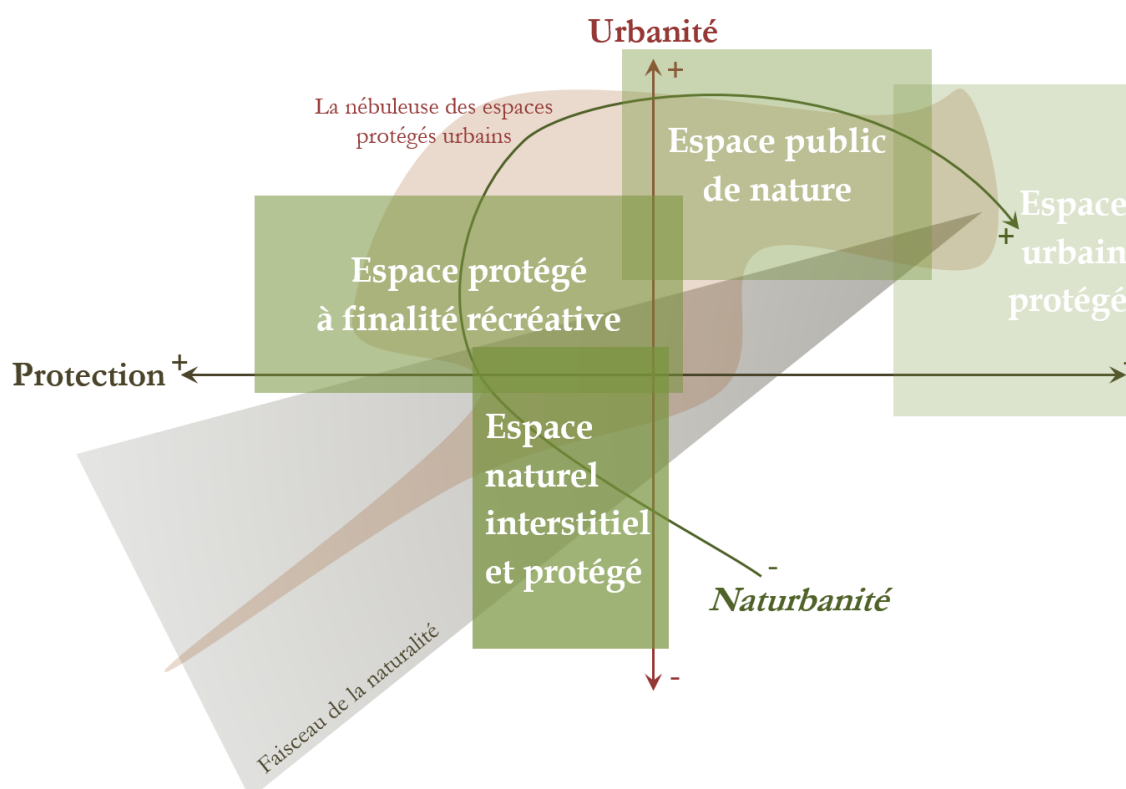 Urbanité
+
La nébuleuse des espaces
protégés urbains
Espace public
de nature
Espace
urbain
protégé
+
Espace protégé
à finalité récréative
Protection
+
-
Espace
naturel
interstitiel
et protégé
-
Naturbanité
Faisceau de la naturalité
-